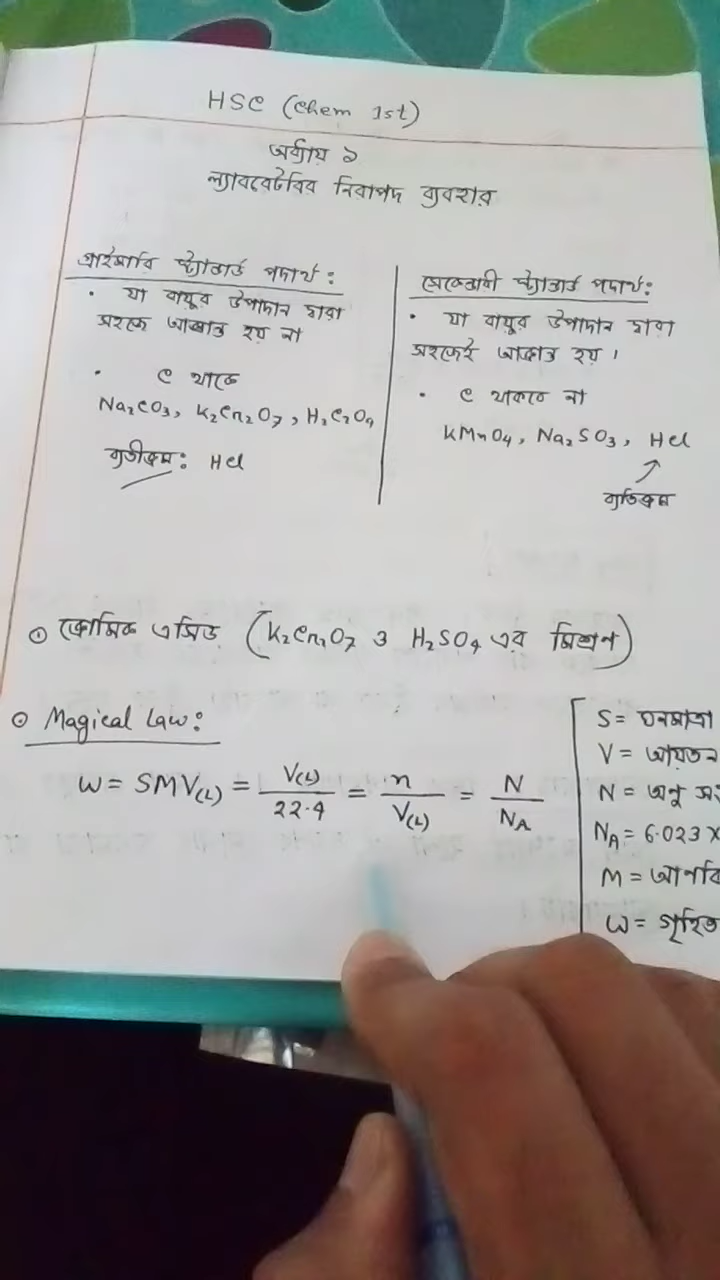 HSC (Chem 1st)
অধ্যায় ১
ল্যাবরেটরির নিরাপদ ব্যবহার
প্রাইমারি স্ট্যান্ডার্ড পদার্থ:
• যা বায়ুর উপাদান দ্বারা
সহজে আক্রান্ত হয় না
• C থাকে
Na2CO3, K2Cr2O7, H2C2O4
ব্যতীক্রম: HCl
সেকেন্ডারী স্ট্যান্ডার্ড পদার্থ:
• যা বায়ুর উপাদান দ্বারা
সহজেই আক্রান্ত হয়।
• C থাকবে না
KMnO4, Na2SO3, HCl
ব্যতিক্রম
ক্রোমিক এসিড (K2Cr2O7 ও H2SO4 এর মিশ্রণ)
Magical Law:
W = SMV(L) = V(L)/22.4 = n/V(L) = N/NA
S = ঘনমাত্রা
V = আয়তন
N = অনু
NA = 6.023 X
M =
W =